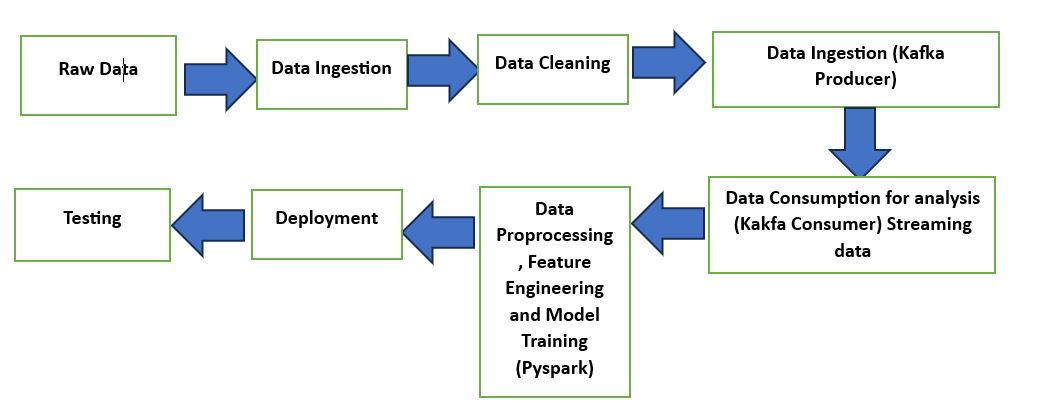 Raw Data
Data Ingestion
Data Cleaning
Data Ingestion (Kafka
Producer)
Data Consumption for analysis
(Kakfa Consumer) Streaming
data
Data
Proprocessing
, Feature
Engineering
and Model
Training
(Pyspark)
Deployment
Testing